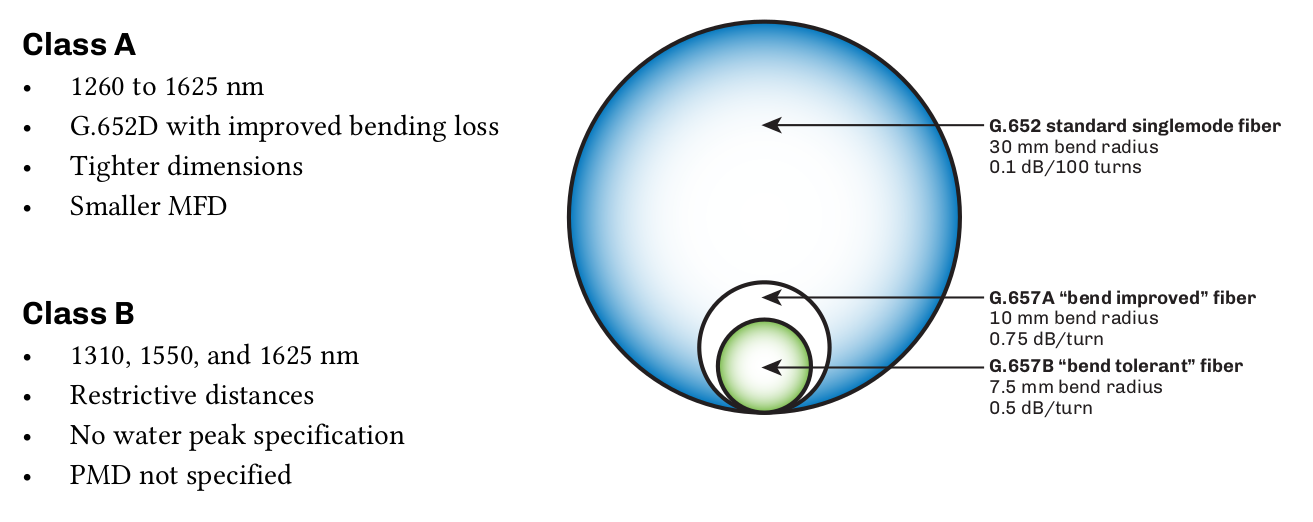 Class A
• 1260 to 1625 nm
• G.652D with improved bending loss
• Tighter dimensions
• Smaller MFD
Class B
• 1310, 1550, and 1625 nm
• Restrictive distances
• No water peak specification
• PMD not specified
G.652 standard singlemode fiber
30 mm bend radius
0.1 dB/100 turns
G.657A “bend improved” fiber
10 mm bend radius
0.75 dB/turn
G.657B “bend tolerant” fiber
7.5 mm bend radius
0.5 dB/turn